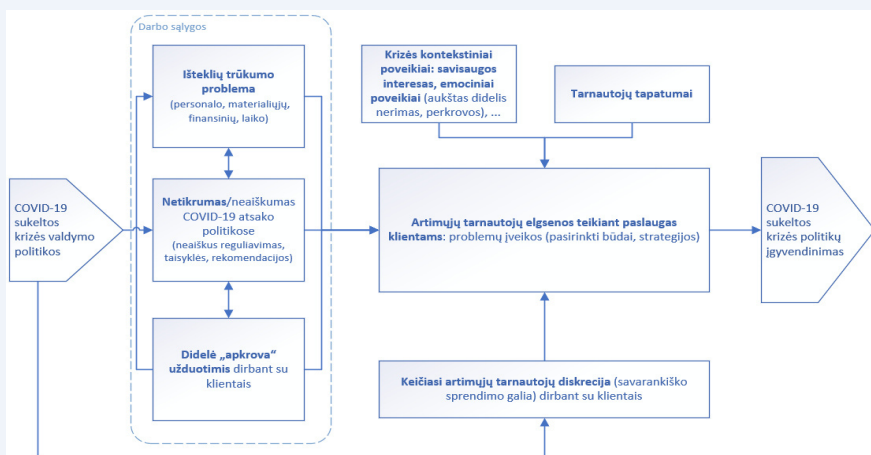 Darbo sąlygos
Išteklių trūkumo
problema
(personalo, materialiųjų,
finansinių, laiko)
Krizės kontekstiniai
poveikiai: savisaugos
interesas, emociniai
poveikiai (aukštas didelis
nerimas, perkrovos), ...
Tarnautojų tapatumai
COVID-19
sukeltos
krizės valdymo
politikos
Netikrumas/neaiškumas
COVID-19 atsako
politikose
(neaiškus reguliavimas,
taisyklės, rekomendacijos)
Artimųjų tarnautojų elgsenos teikiant paslaugas
klientams: problemų įveikos (pasirinkti būdai, strategijos)
COVID-19
sukeltos
krizės politikų
įgyvendinimas
Didelė „apkrova“
užduotimis dirbant su
klientais
Keičiasi artimųjų tarnautojų diskrecija (savarankiško
sprendimo galia) dirbant su klientais